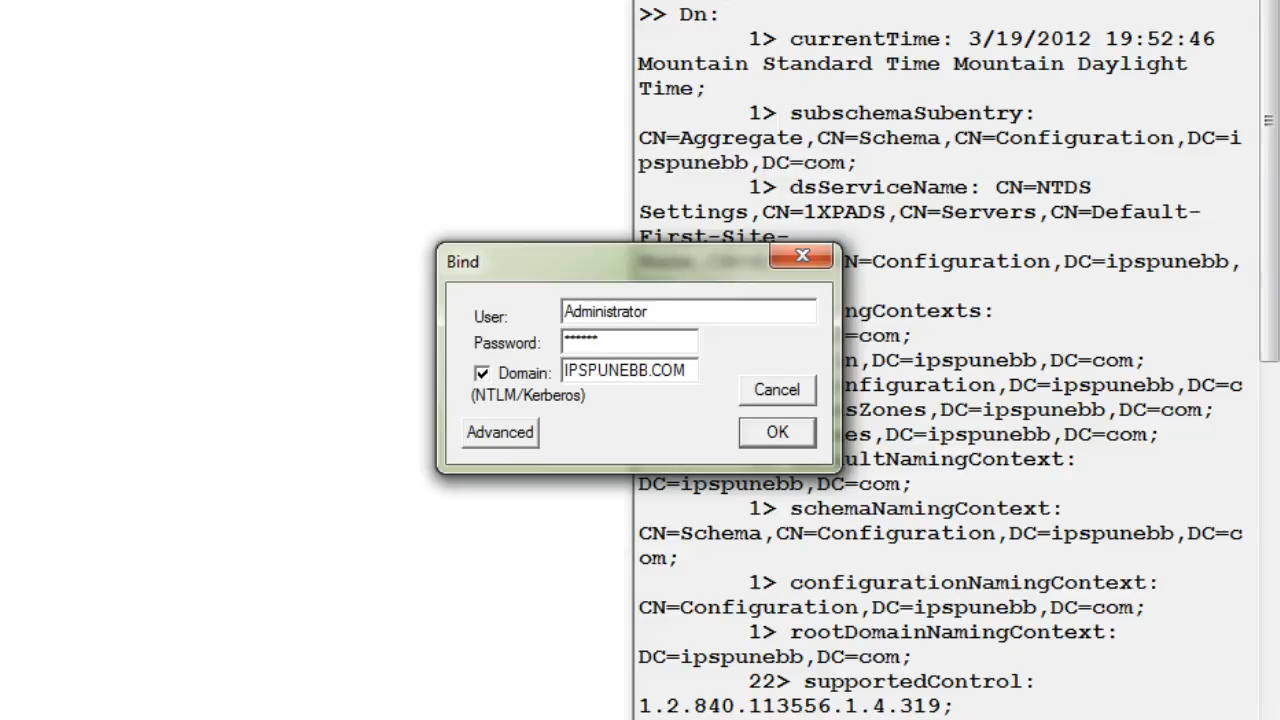 >> Dn:
1> currentTime: 3/19/2012 19:52:46
Mountain Standard Time Mountain Daylight
Time;
1> subschemaSubentry:
CN=Aggregate,CN=Schema,CN=Configuration,DC=i
pspunebb,DC=com;
1> dsServiceName: CN=NTDS
Settings,CN=1XPADS,CN=Servers,CN=Default-
First-Site-
N=Configuration,DC=ipspunebb,
ngContexts:
=com;
n,DC=ipspunebb,DC=com;
onfiguration,DC=ipspunebb,DC=c
sZones,DC=ipspunebb,DC=com;
es,DC=ipspunebb,DC=com;
ultNamingContext:
DC=ipspunebb,DC=com;
1> schemaNamingContext:
CN=Schema,CN=Configuration,DC=ipspunebb,DC=c
om;
1> configurationNamingContext:
CN=Configuration,DC=ipspunebb,DC=com;
1> rootDomainNamingContext:
DC=ipspunebb,DC=com;
22> supportedControl:
1.2.840.113556.1.4.319;
Bind
User: Administrator
Password: ******
Domain: IPSPUNEBB.COM
(NTLM/Kerberos)
Cancel
Advanced
OK